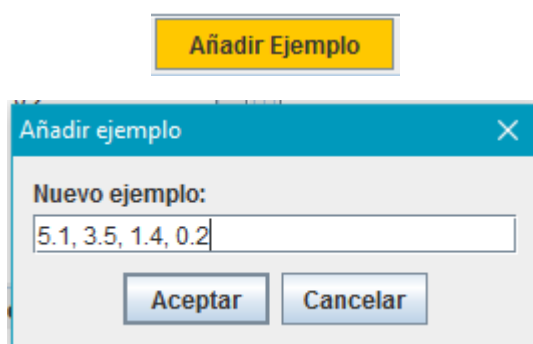 Añadir Ejemplo
Añadir ejemplo
Nuevo ejemplo:
5.1, 3.5, 1.4, 0.2
Aceptar Cancelar